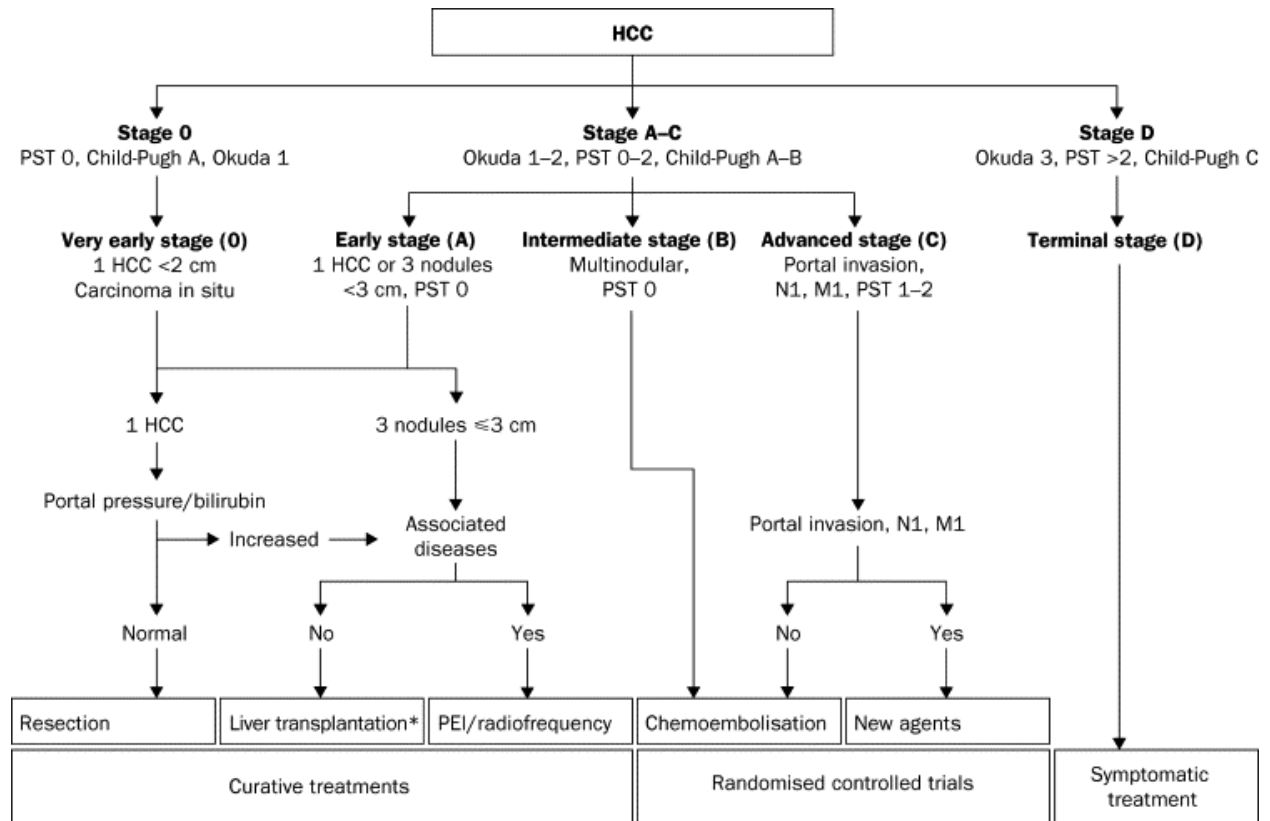 HCC
Stage 0
PST 0, Child-Pugh A, Okuda 1
Stage A–C
Okuda 1–2, PST 0–2, Child-Pugh A–B
Stage D
Okuda 3, PST >2, Child-Pugh C
Very early stage (0)
1 HCC <2 cm
Carcinoma in situ
Early stage (A)
1 HCC or 3 nodules
<3 cm, PST 0
Intermediate stage (B)
Multinodular,
PST 0
Advanced stage (C)
Portal invasion,
N1, M1, PST 1–2
Terminal stage (D)
1 HCC
3 nodules ⩽3 cm
Portal pressure/bilirubin
Increased
Associated
diseases
Portal invasion, N1, M1
Normal
No
Yes
No
Yes
Resection
Liver transplantation*
PEI/radiofrequency
Chemoembolisation
New agents
Curative treatments
Randomised controlled trials
Symptomatic
treatment